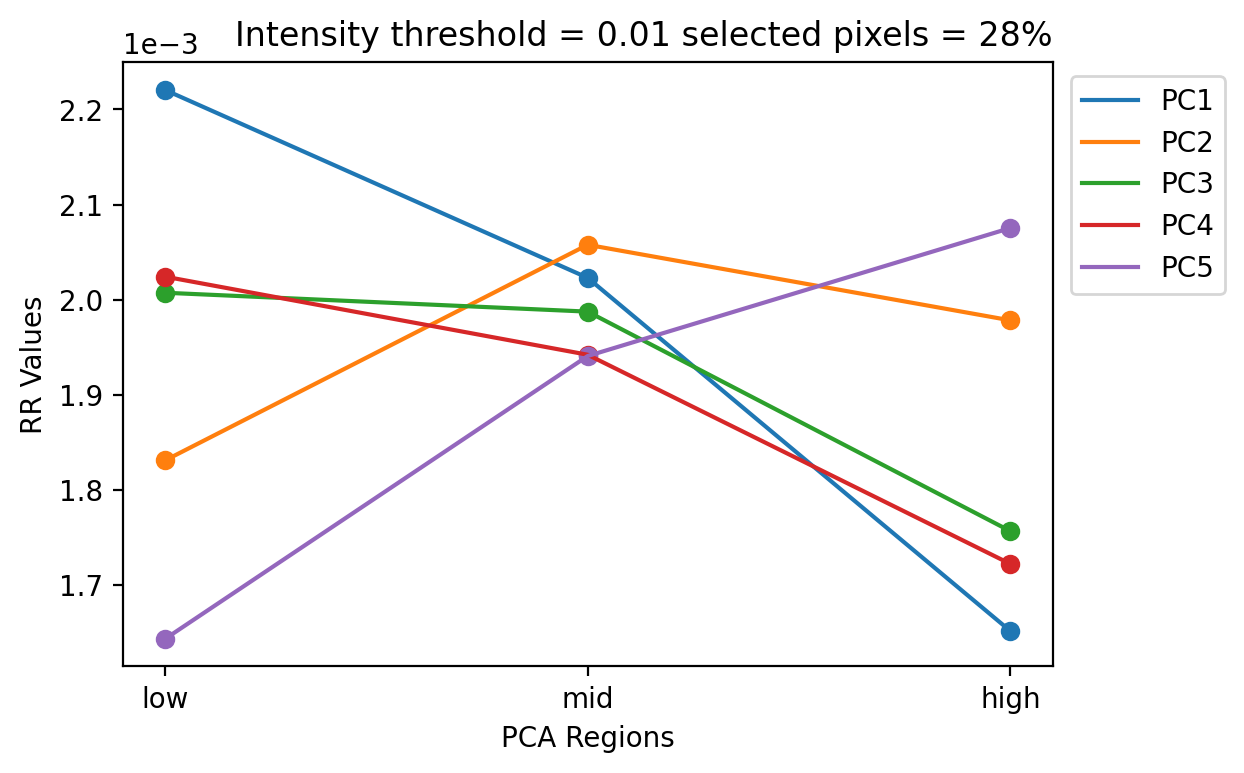 Intensity threshold = 0.01 selected pixels = 28%
1e−3
2.2
2.1
2.0
1.9
1.8
1.7
RR Values
low
mid
high
PCA Regions
PC1
PC2
PC3
PC4
PC5